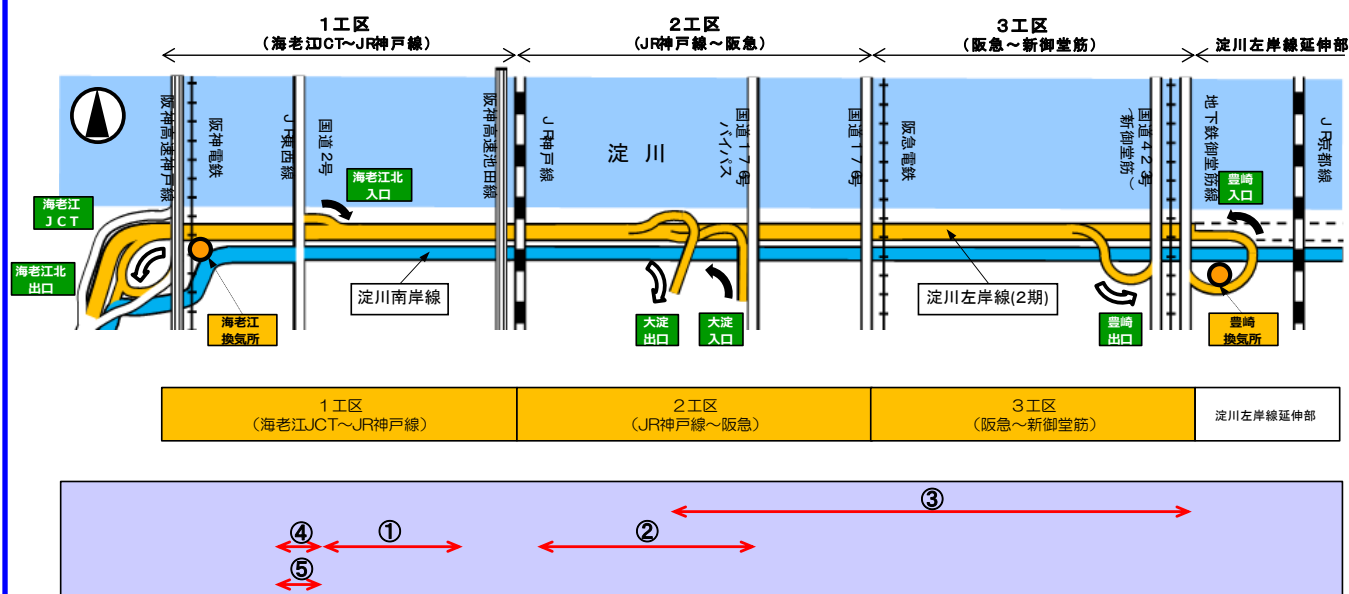 1工区
(海老江JCT~JR神戸線)
2工区
(JR神戸線~阪急)
3工区
(阪急~新御堂筋)
淀川左岸線延伸部
阪神高速神戸線
阪神電鉄
JR東西線
国道2号
阪神高速池田線
JR神戸線
淀川
国道176号
バイパス
国道176号
阪急電鉄
国道423号
(新御堂筋)
地下鉄御堂筋線
JR京都線
海老江
JCT
海老江北
入口
豊崎
入口
海老江北
出口
淀川南岸線
淀川左岸線(2期)
海老江
換気所
大淀
出口
大淀
入口
豊崎
出口
豊崎
換気所
1工区
(海老江JCT~JR神戸線)
2工区
(JR神戸線~阪急)
3工区
(阪急~新御堂筋)
淀川左岸線延伸部
③
④
①
②
⑤